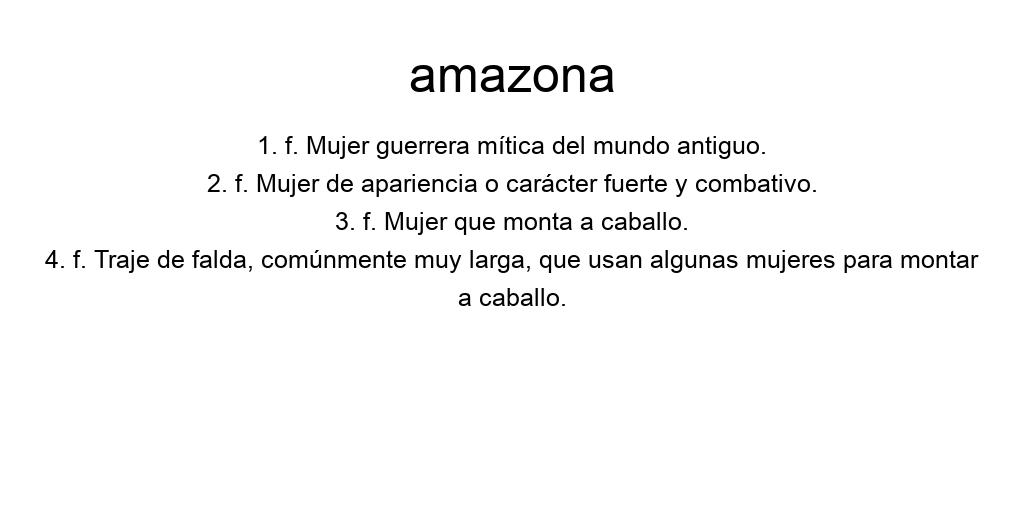 amazona
1. f. Mujer guerrera mítica del mundo antiguo.
2. f. Mujer de apariencia o carácter fuerte y combativo.
3. f. Mujer que monta a caballo.
4. f. Traje de falda, comúnmente muy larga, que usan algunas mujeres para montar
a caballo.